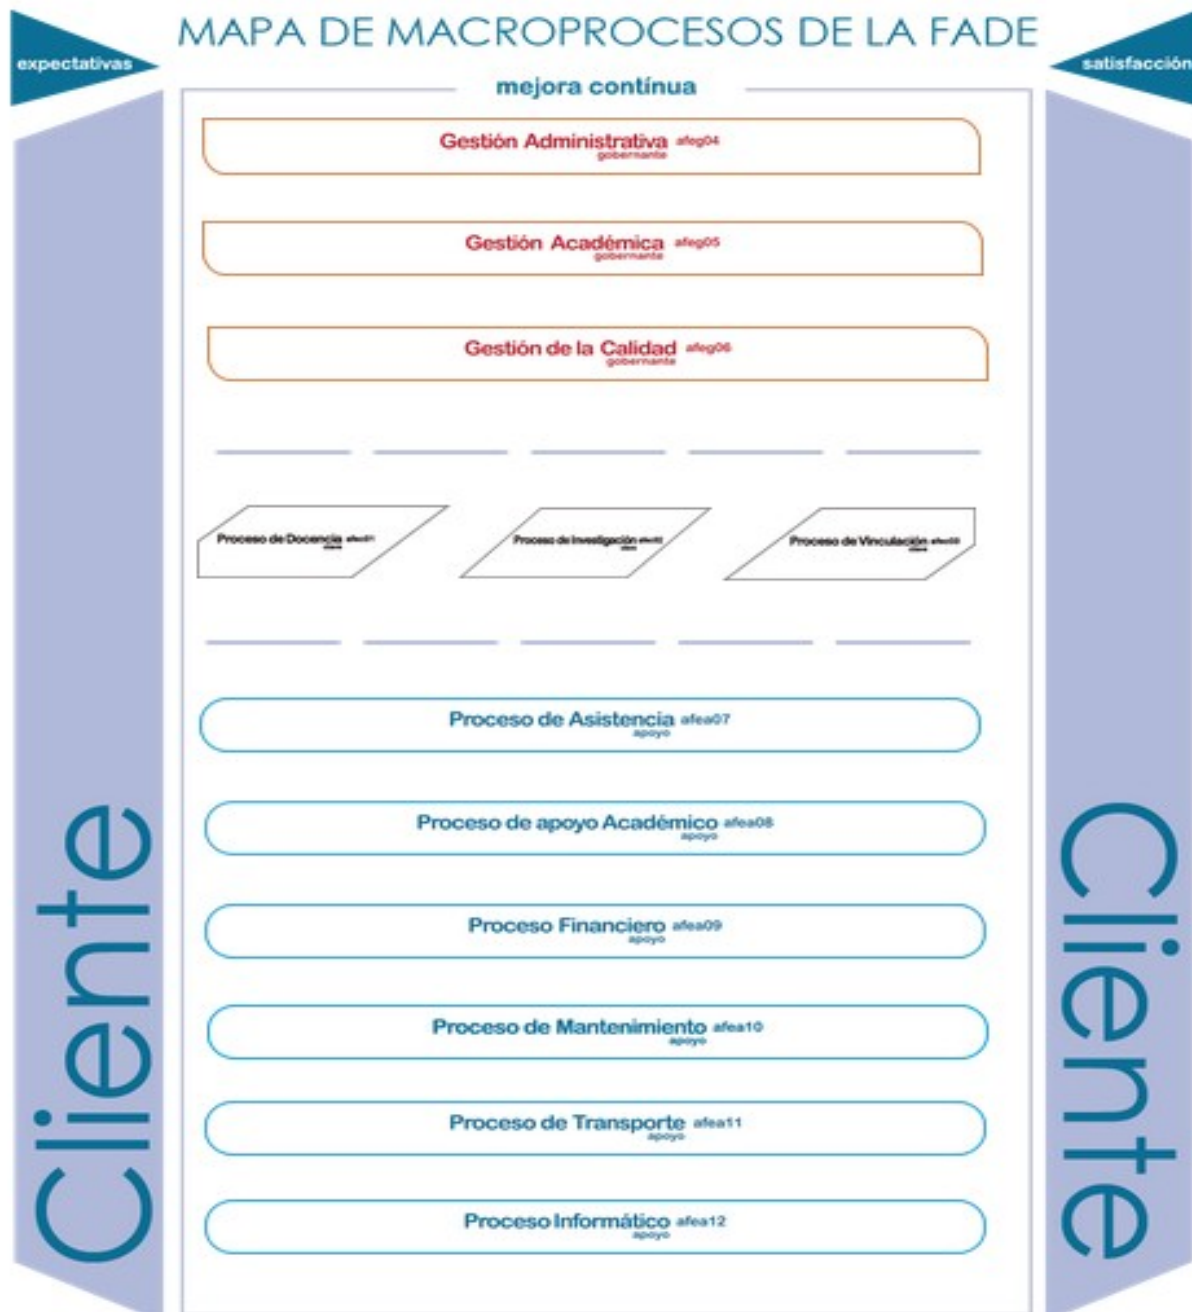 MAPA DE MACROPROCESOS DE LA FADE
expectativas
satisfacción
mejora contínua
Gestión Administrativa afeg04
gobernante
Gestión Académica afeg05
gobernante
Gestión de la Calidad afeg06
gobernante
Proceso de Docencia
Proceso de Investigación
Proceso de Vinculación
Proceso de Asistencia afea07
apoyo
Proceso de apoyo Académico afea08
apoyo
Proceso Financiero afea09
apoyo
Proceso de Mantenimiento afea10
apoyo
Proceso de Transporte afea11
apoyo
Proceso Informático afea12
apoyo
Cliente
Cliente